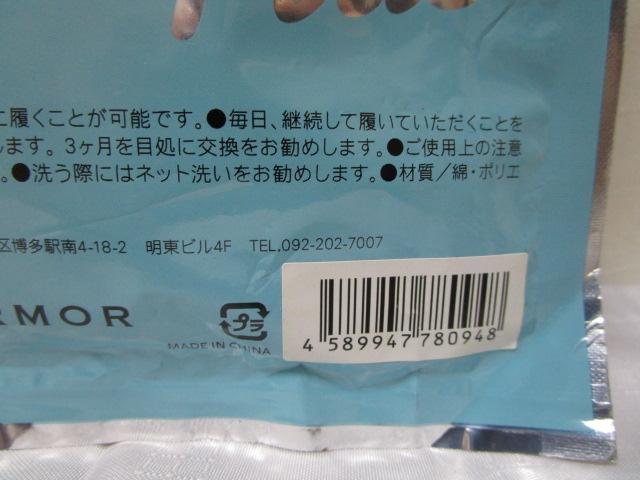 に履くことが可能です。●毎日、継続して履いていただくことを
します。3ヶ月を目処に交換をお勧めします。●ご使用上の注意
。●洗う際にはネット洗いをお勧めします。●材質／綿・ポリエ
区博多駅南4-18-2 明東ビル4F TEL.092-202-7007
RMOR
プラ
MADE IN CHINA
4 589947 780948